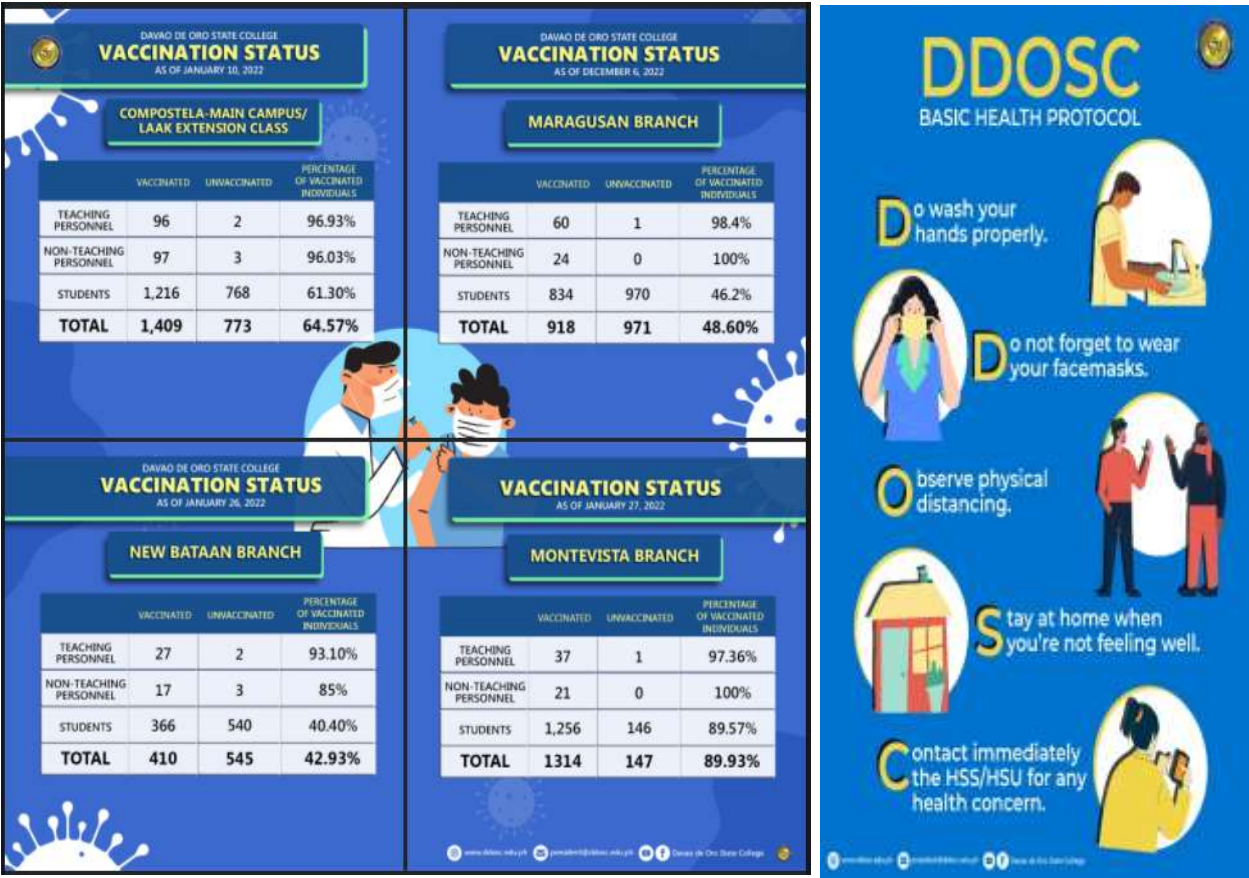 DAVAO DE ORO STATE COLLEGE
VACCINATION STATUS
AS OF JANUARY 10, 2022
COMPOSTELA-MAIN CAMPUS/
LAAK EXTENSION CLASS
VACCINATED UNVACCINATED PERCENTAGE OF VACCINATED INDIVIDUALS
TEACHING PERSONNEL 96 2 96.93%
NON-TEACHING PERSONNEL 97 3 96.03%
STUDENTS 1,216 768 61.30%
TOTAL 1,409 773 64.57%
DAVAO DE ORO STATE COLLEGE
VACCINATION STATUS
AS OF DECEMBER 6, 2022
MARAGUSAN BRANCH
VACCINATED UNVACCINATED PERCENTAGE OF VACCINATED INDIVIDUALS
TEACHING PERSONNEL 60 1 98.4%
NON-TEACHING PERSONNEL 24 0 100%
STUDENTS 834 970 46.2%
TOTAL 918 971 48.60%
DAVAO DE ORO STATE COLLEGE
VACCINATION STATUS
AS OF JANUARY 26, 2022
NEW BATAAN BRANCH
VACCINATED UNVACCINATED PERCENTAGE OF VACCINATED INDIVIDUALS
TEACHING PERSONNEL 27 2 93.10%
NON-TEACHING PERSONNEL 17 3 85%
STUDENTS 366 540 40.40%
TOTAL 410 545 42.93%
VACCINATION STATUS
AS OF JANUARY 27, 2022
MONTEVISTA BRANCH
VACCINATED UNVACCINATED PERCENTAGE OF VACCINATED INDIVIDUALS
TEACHING PERSONNEL 37 1 97.36%
NON-TEACHING PERSONNEL 21 0 100%
STUDENTS 1,256 146 89.57%
TOTAL 1314 147 89.93%
www.ddosc.edu.ph president@ddosc.edu.ph Davao de Oro State College
DDOSC
BASIC HEALTH PROTOCOL
Do wash your
hands properly.
Do not forget to wear
your facemasks.
Observe physical
distancing.
Stay at home when
you're not feeling well.
Contact immediately
the HSS/HSU for any
health concern.
Davao de Oro State College